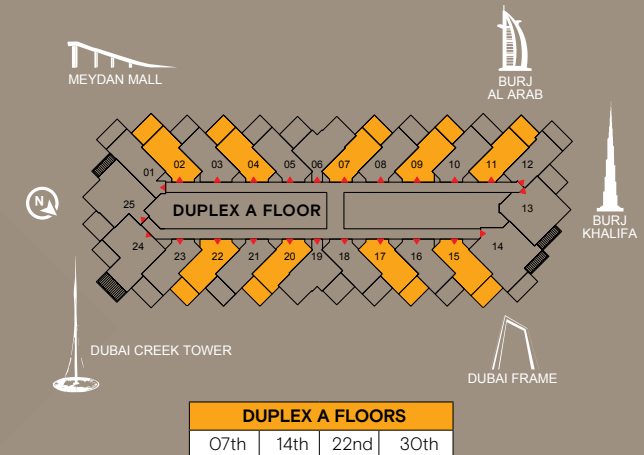 MEYDAN MALL
BURJ
AL ARAB
BURJ
KHALIFA
N
01
02
03
04
05
06
07
08
09
10
11
12
13
25
DUPLEX A FLOOR
24
23
22
21
20
19
18
17
16
15
14
DUBAI CREEK TOWER
DUBAI FRAME
DUPLEX A FLOORS
07th 14th 22nd 30th